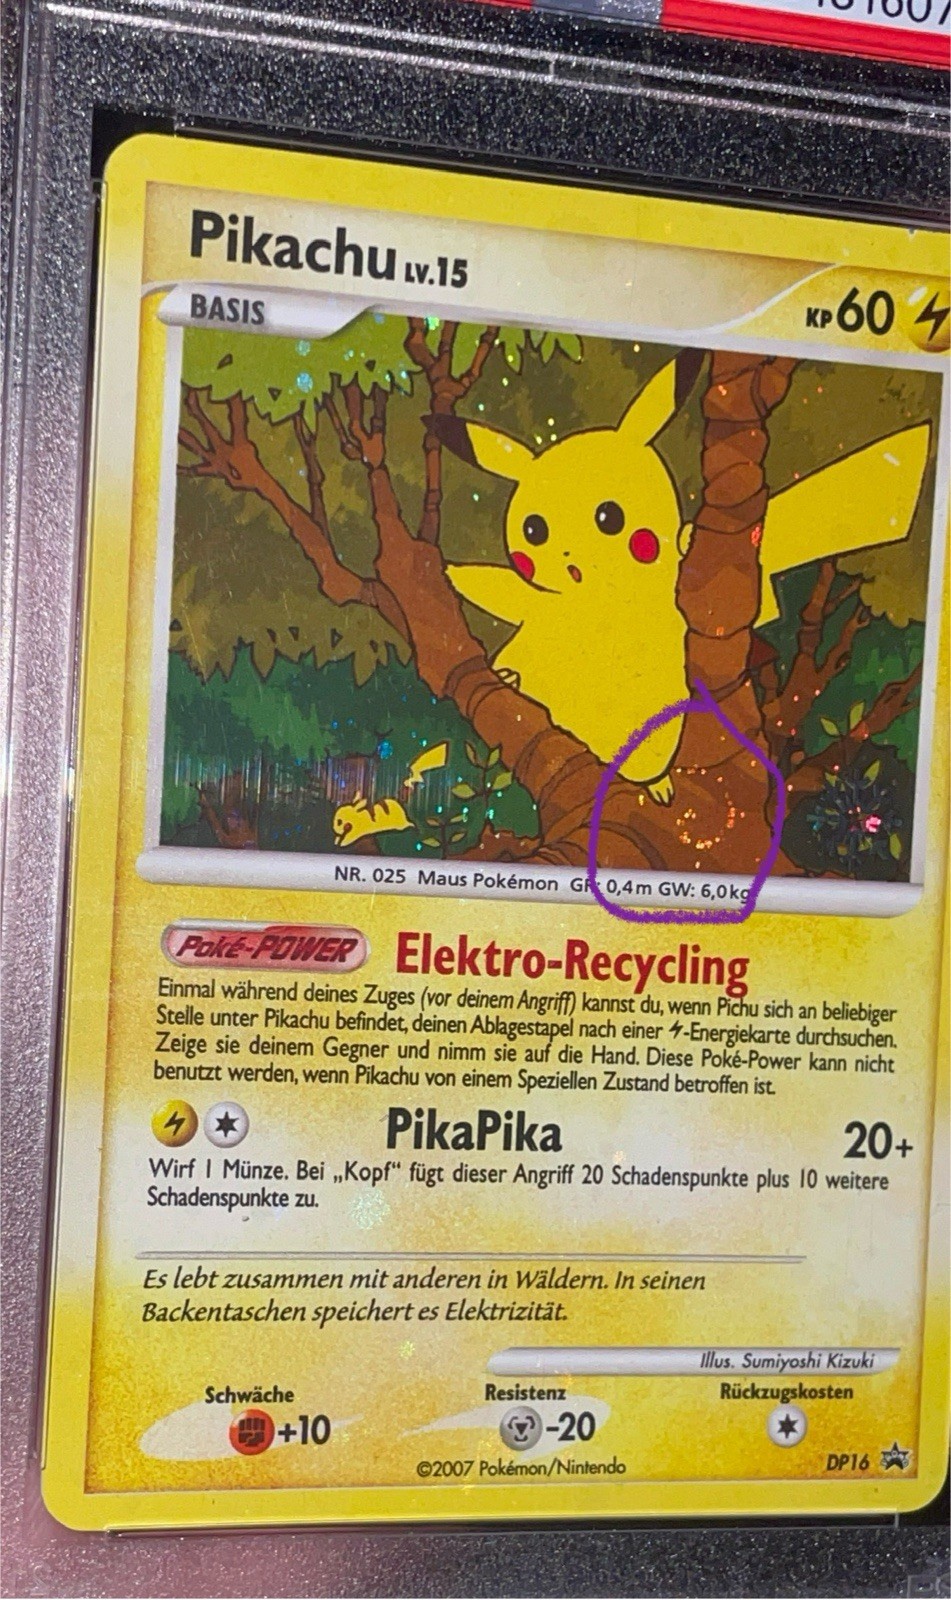 Pikachu LV.15
BASIS
KP 60
NR. 025 Maus Pokémon GR: 0,4m GW: 6,0kg
Poké-POWER Elektro-Recycling
Einmal während deines Zuges (vor deinem Angriff) kannst du, wenn Pichu sich an beliebiger
Stelle unter Pikachu befindet, deinen Ablagestapel nach einer -Energiekarte durchsuchen.
Zeige sie deinem Gegner und nimm sie auf die Hand. Diese Poké-Power kann nicht
benutzt werden, wenn Pikachu von einem Speziellen Zustand betroffen ist.
PikaPika 20+
Wirf 1 Münze. Bei „Kopf“ fügt dieser Angriff 20 Schadenspunkte plus 10 weitere
Schadenspunkte zu.
Es lebt zusammen mit anderen in Wäldern. In seinen
Backentaschen speichert es Elektrizität.
Illus. Sumiyoshi Kizuki
Schwäche Resistenz Rückzugskosten
+10 -20
©2007 Pokémon/Nintendo
DP16